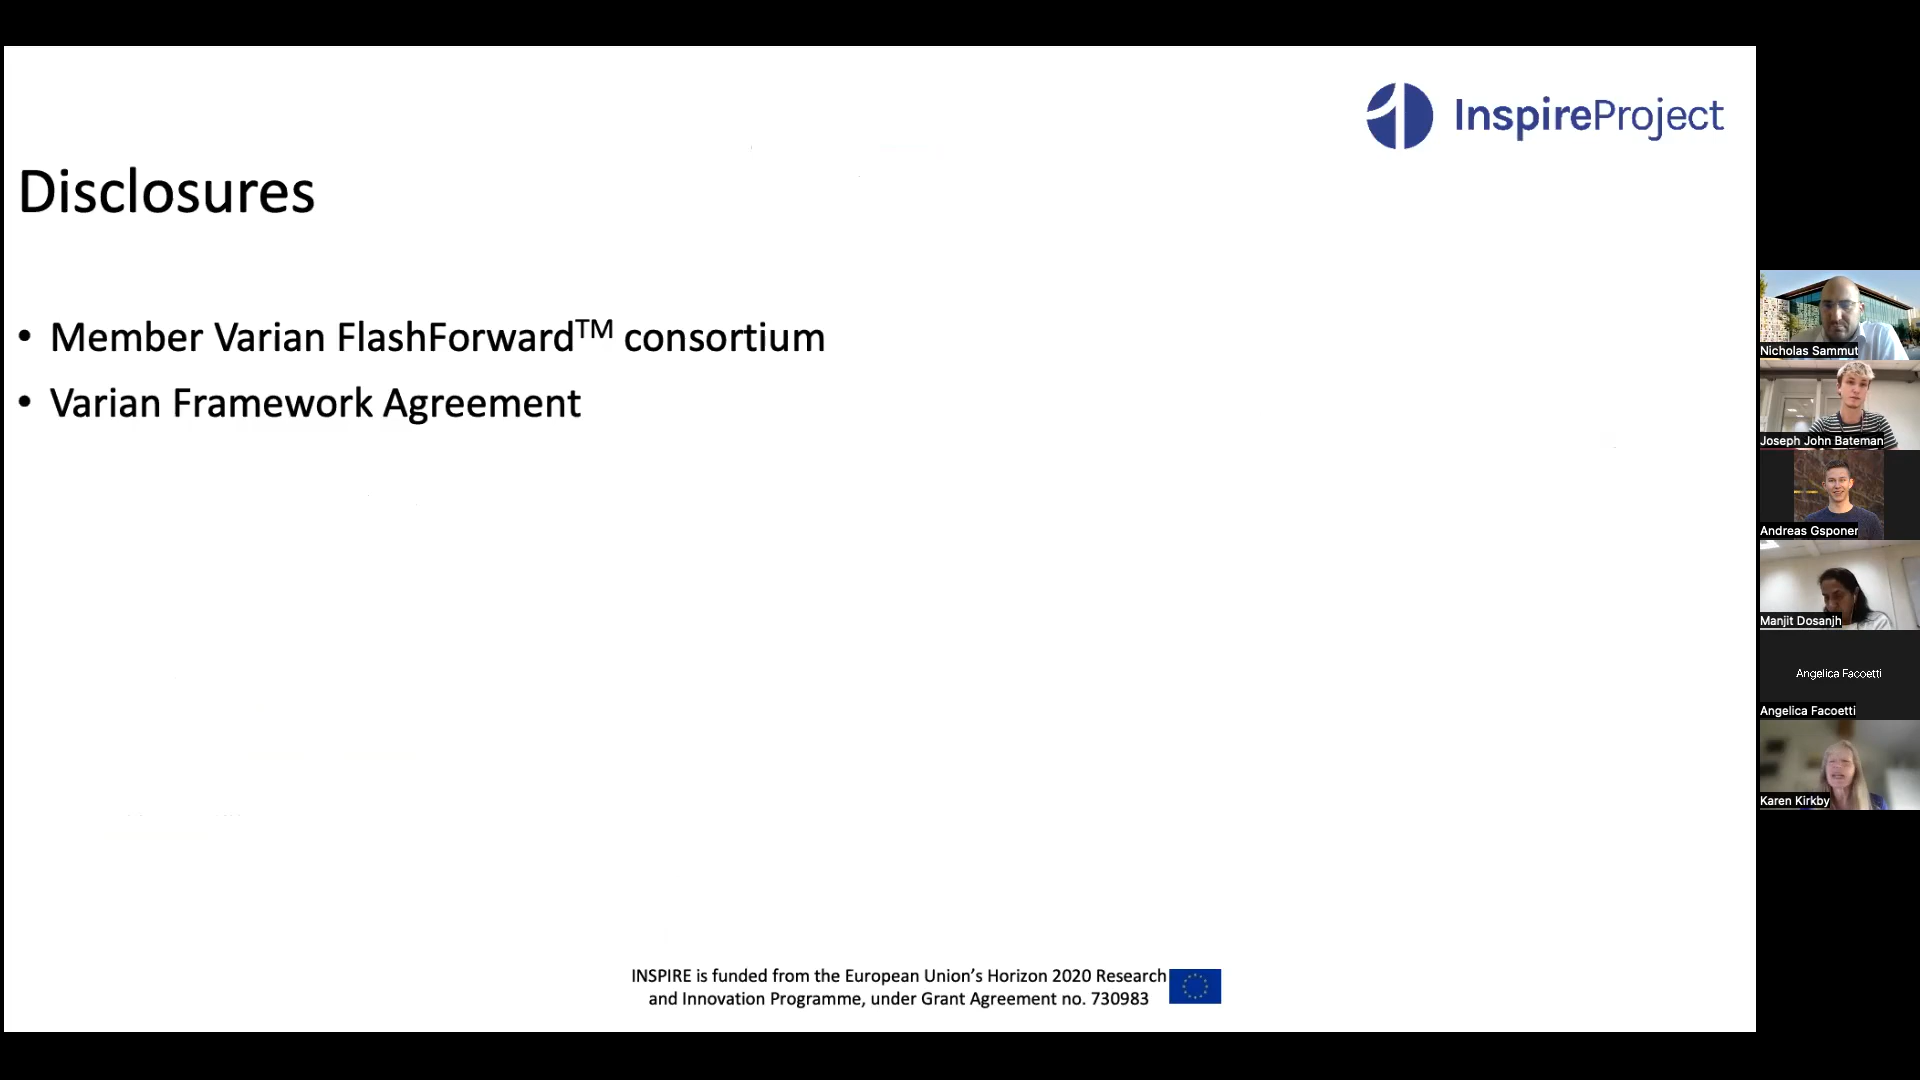 InspireProject
Disclosures
• Member Varian FlashForwardTM consortium
• Varian Framework Agreement
INSPIRE is funded from the European Union’s Horizon 2020 Research
and Innovation Programme, under Grant Agreement no. 730983
Nicholas Sammut
Joseph John Bateman
Andreas Gsponer
Manjit Dosanjh
Angelica Facoetti
Angelica Facoetti
Karen Kirkby